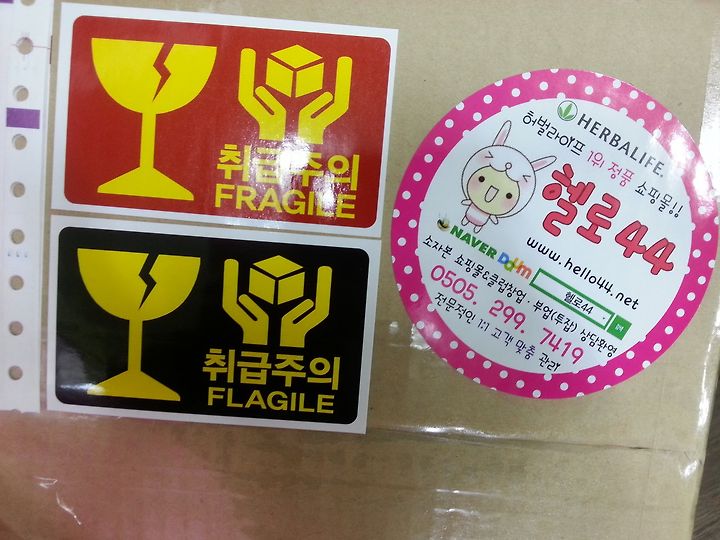 취급주의
FRAGILE
취급주의
FLAGILE
HERBALIFE.
허벌라이프 1위 정품 쇼핑몰!!
헬로44
www.hello44.net
NAVER Daum
헬로44
소자본 쇼핑몰&클럽창업·부업(투잡) 상담환영
0505. 299. 7419
전문적인 1:1 고객 맞춤 관리